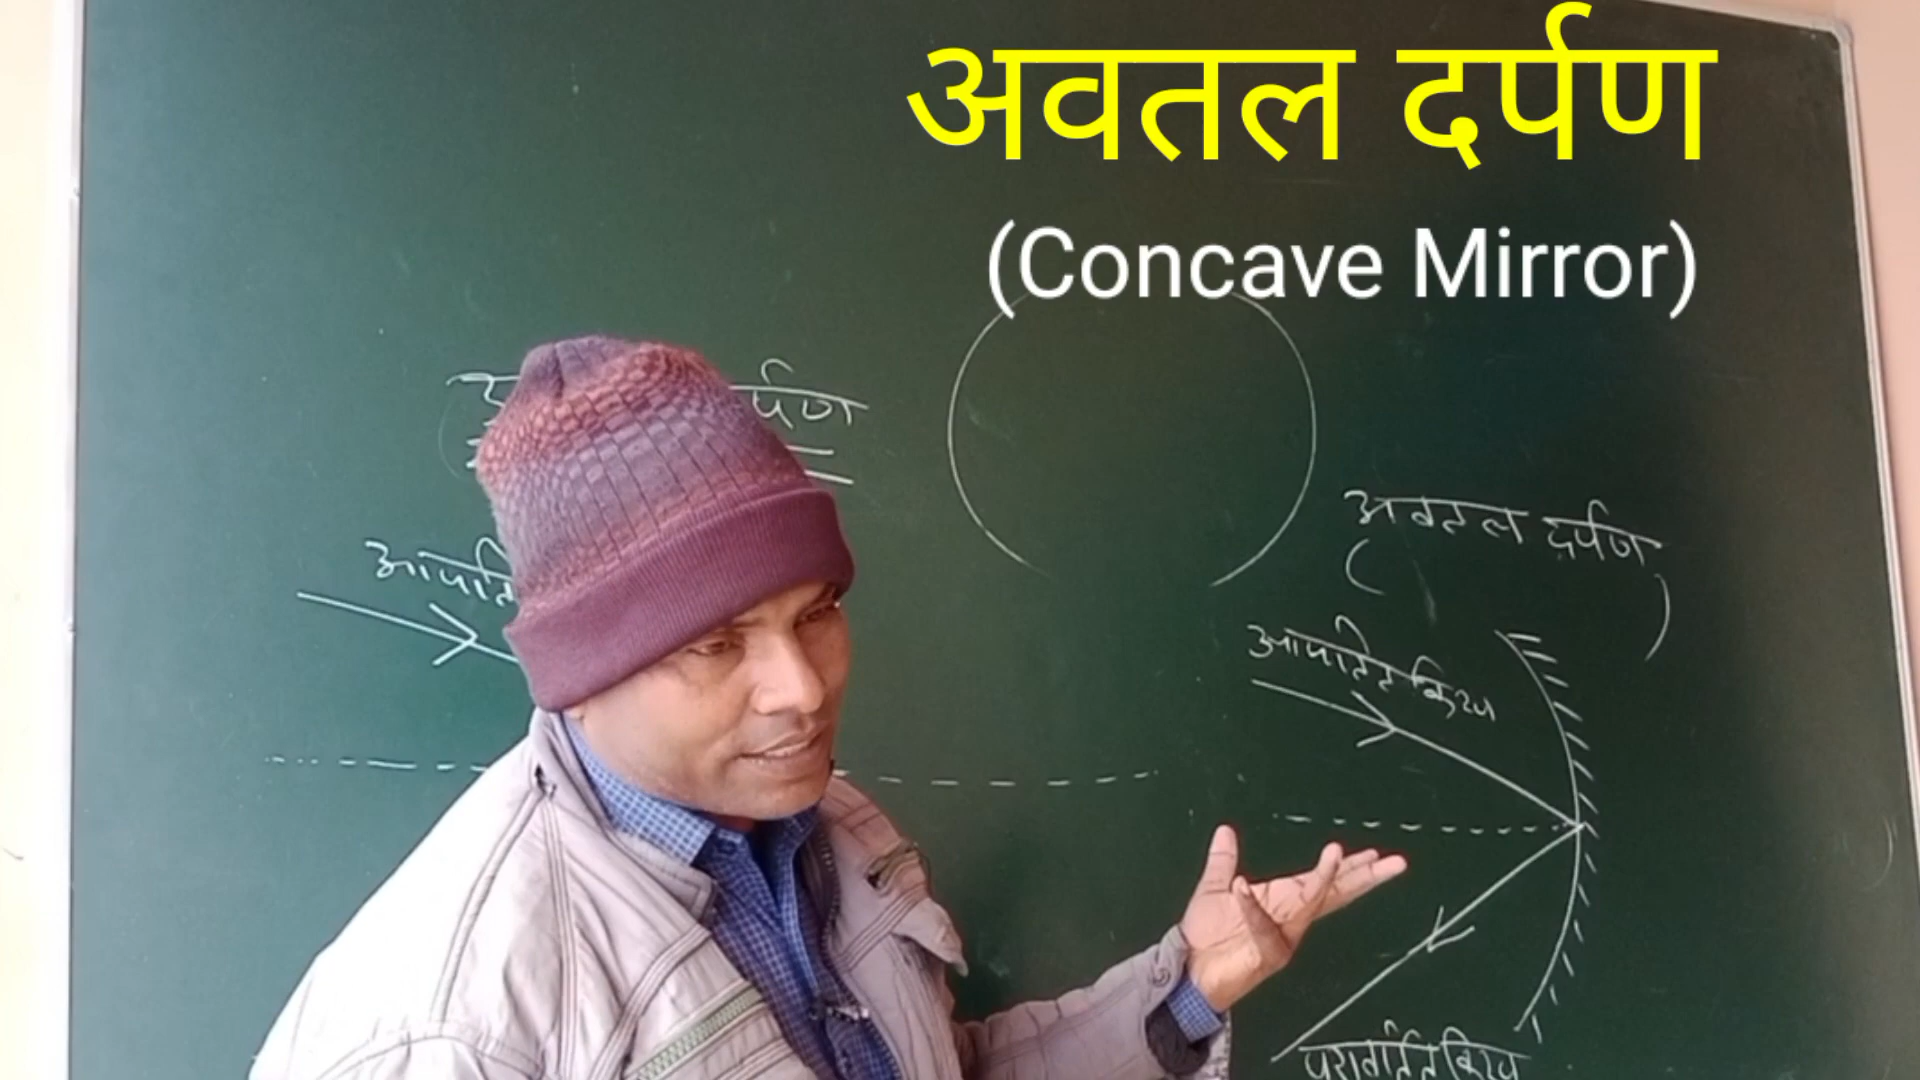 अवतल दर्पण
(Concave Mirror)
अवतल दर्पण
आपतित किरण
परावर्तित किरण